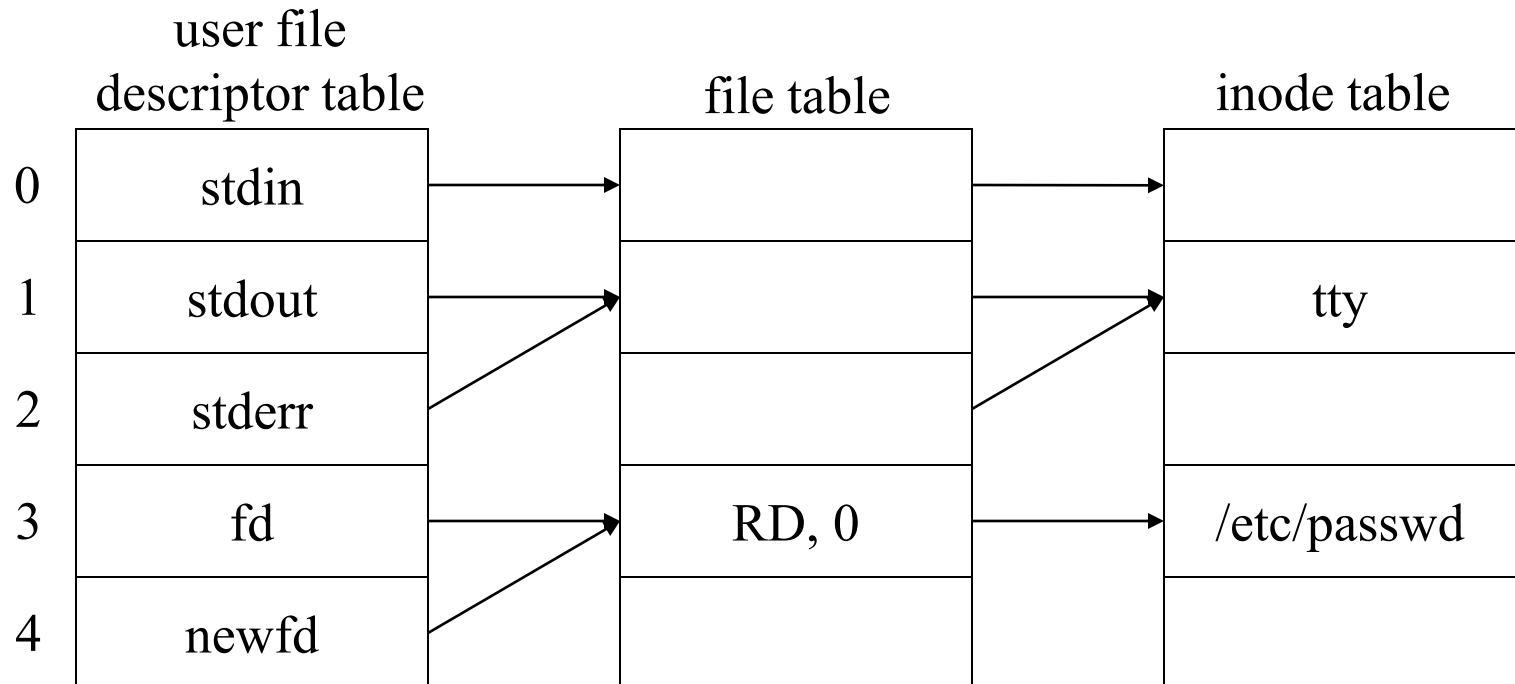 user file
descriptor table
file table
inode table
0
stdin
1
stdout
tty
2
stderr
3
fd
RD, 0
/etc/passwd
4
newfd